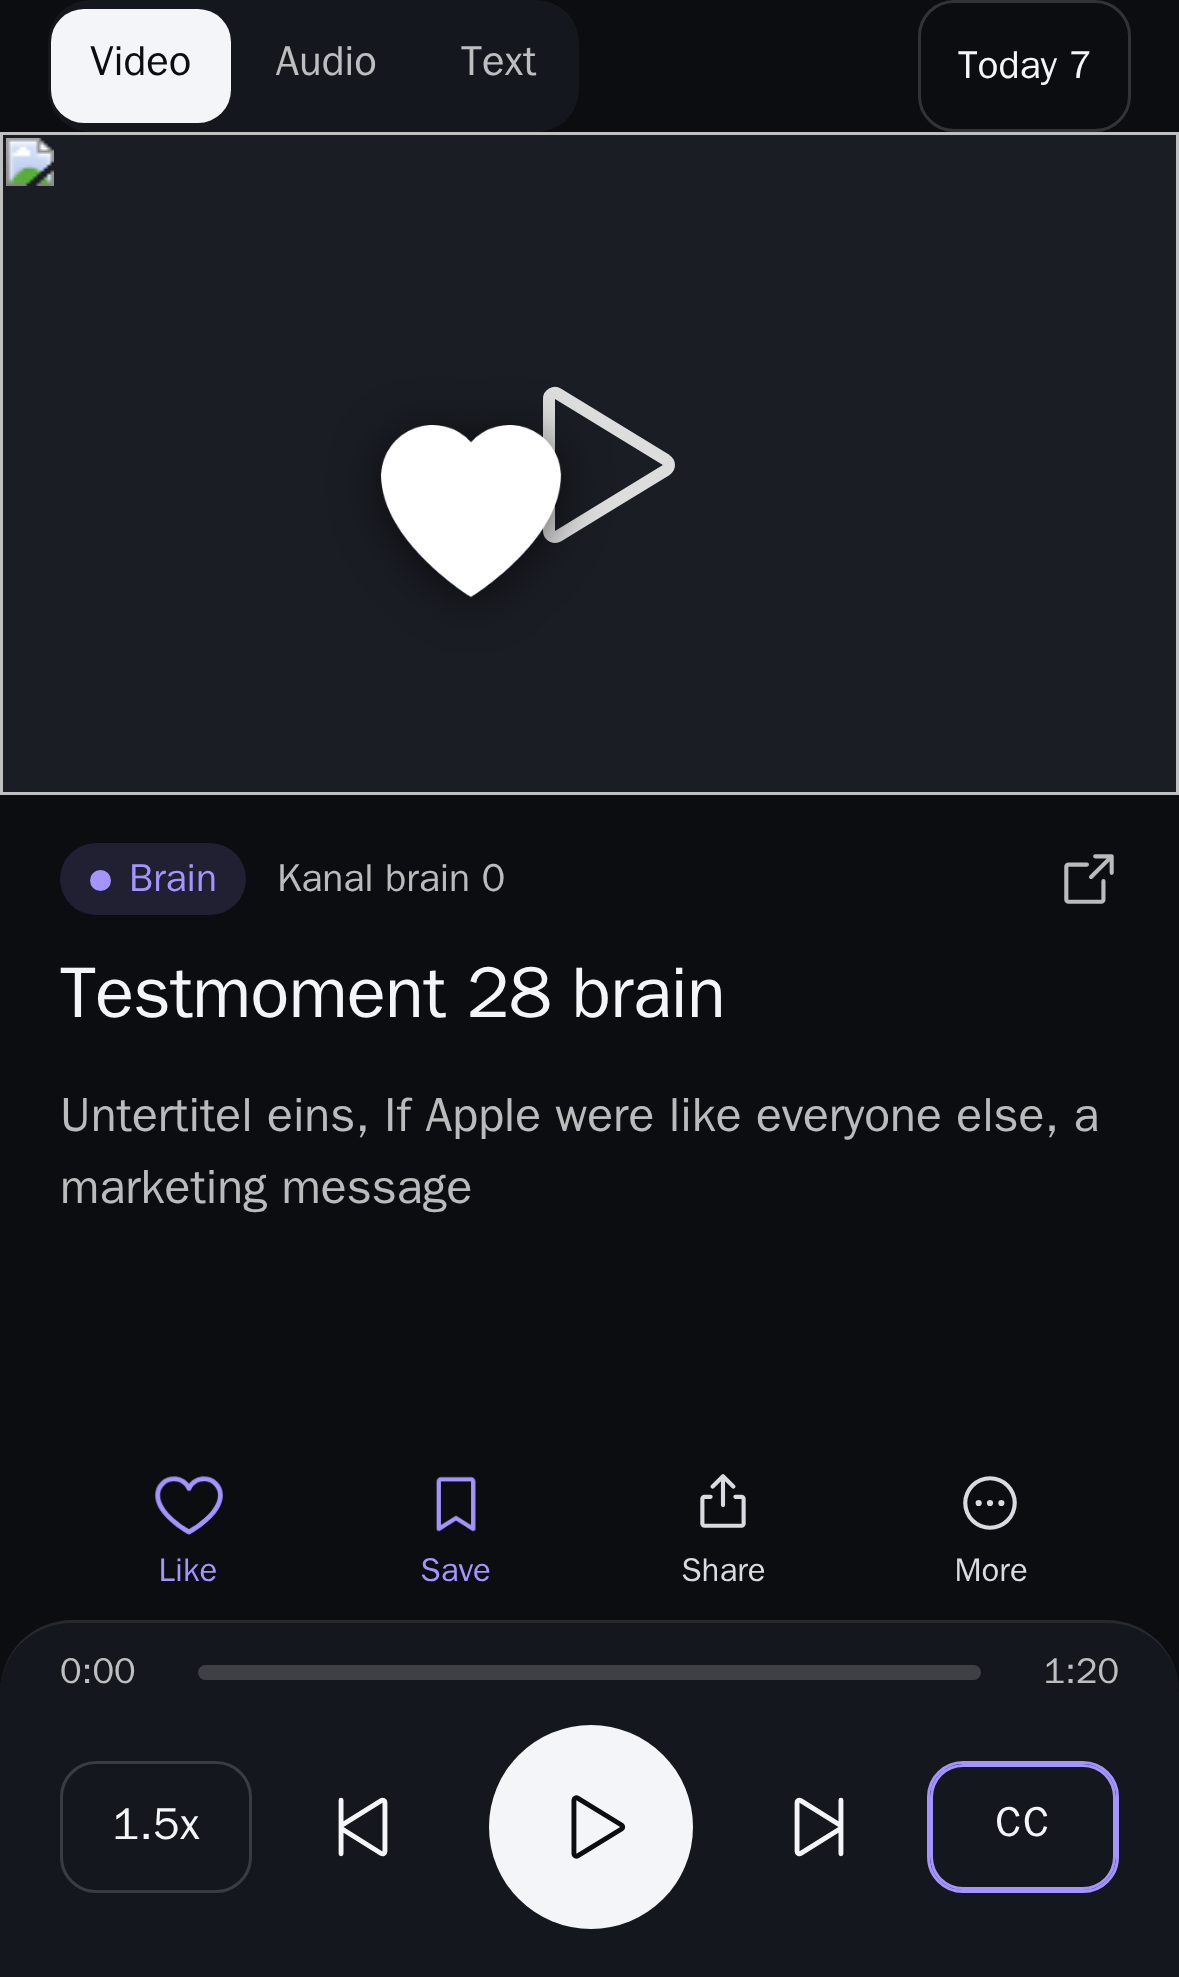 Video Audio Text Today 7
Brain Kanal brain 0
Testmoment 28 brain
Untertitel eins, If Apple were like everyone else, a
marketing message
Like Save Share More
0:00 1:20
1.5x CC